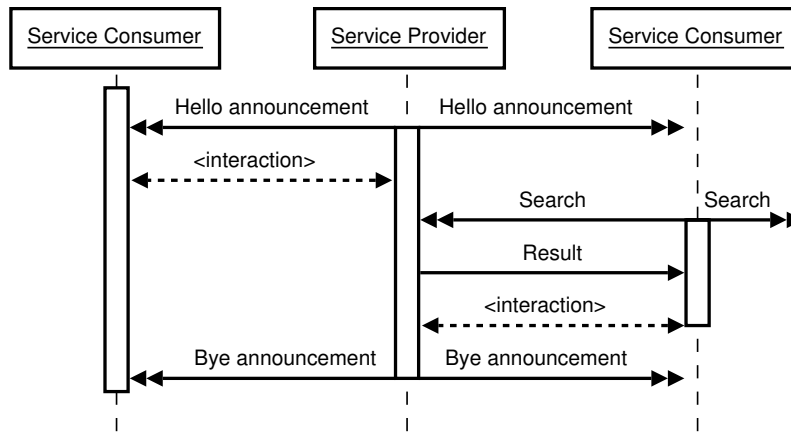 Service Consumer
Service Provider
Service Consumer
Hello announcement
Hello announcement
<interaction>
Search
Search
Result
<interaction>
Bye announcement
Bye announcement